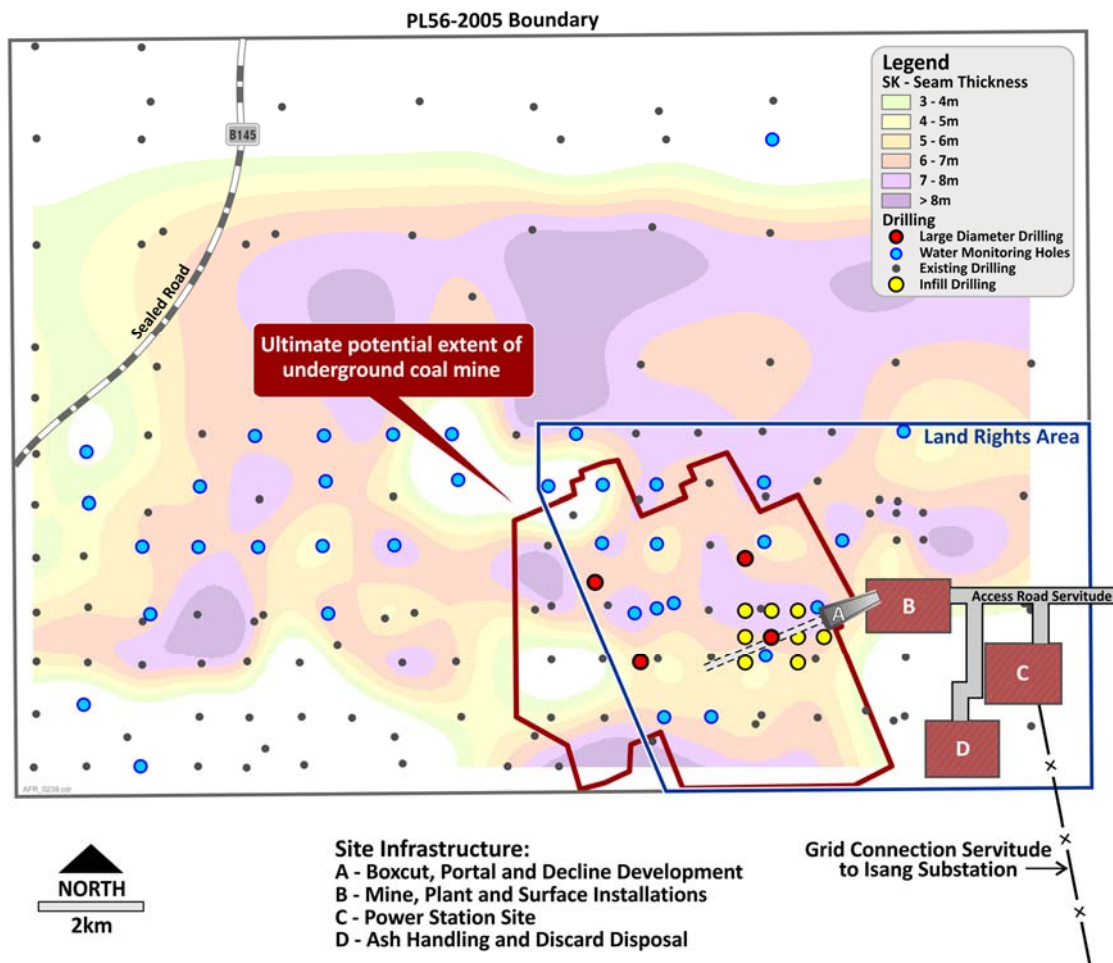 PL56-2005 Boundary
Legend
SK - Seam Thickness
3 - 4m
4 - 5m
5 - 6m
6 - 7m
7 - 8m
> 8m
Drilling
Large Diameter Drilling
Water Monitoring Holes
Existing Drilling
Infill Drilling
B145
Sealed Road
Ultimate potential extent of
underground coal mine
Land Rights Area
A
B
Access Road Servitude
C
D
AFR_0239.cdr
NORTH
2km
Site Infrastructure:
A - Boxcut, Portal and Decline Development
B - Mine, Plant and Surface Installations
C - Power Station Site
D - Ash Handling and Discard Disposal
Grid Connection Servitude
to Isang Substation